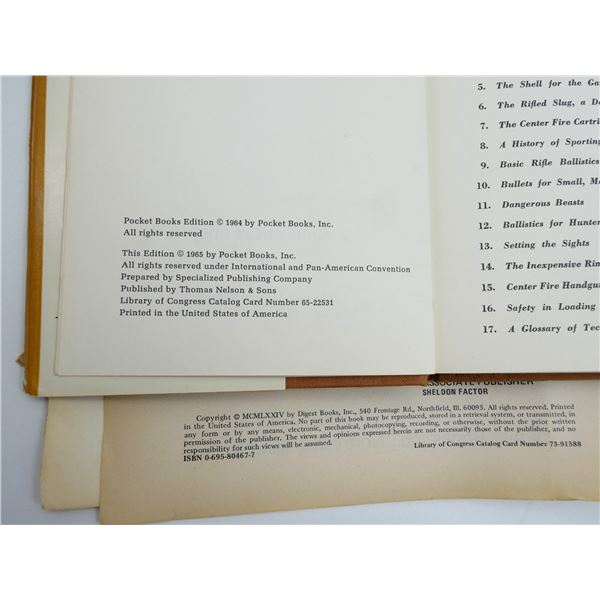 Pocket Books Edition © 1964 by Pocket Books, Inc.
All rights reserved
This Edition © 1965 by Pocket Books, Inc.
All rights reserved under International and Pan-American Convention
Prepared by Specialized Publishing Company
Published by Thomas Nelson & Sons
Library of Congress Catalog Card Number 65-22531
Printed in the United States of America
5. The Shell for the
6. The Rifled Slug, a
7. The Center Fire
8. A History of Sporting
9. Basic Rifle Ballistics
10. Bullets for Small,
11. Dangerous Beasts
12. Ballistics for Hunter
13. Setting the Sights
14. The Inexpensive
15. Center Fire
16. Safety in Loading
17. A Glossary of
ASSOCIATE PUBLISHER
SHELDON FACTOR
Copyright © MCMLXXIV by Digest Books, Inc., 540 Frontage Rd., Northfield, Ill. 60093. All rights reserved. Printed
in the United States of America. No part of this book may be reproduced, stored in a retrieval system, or transmitted, in
any form or by any means, electronic, mechanical, photocopying, recording, or otherwise, without the prior written
permission of the publisher. The views and opinions expressed herein are not necessarily those of the publisher, and no
responsibility for such views will be assumed. Library of Congress Catalog Card Number 73-91588
ISBN 0-695-80467-7